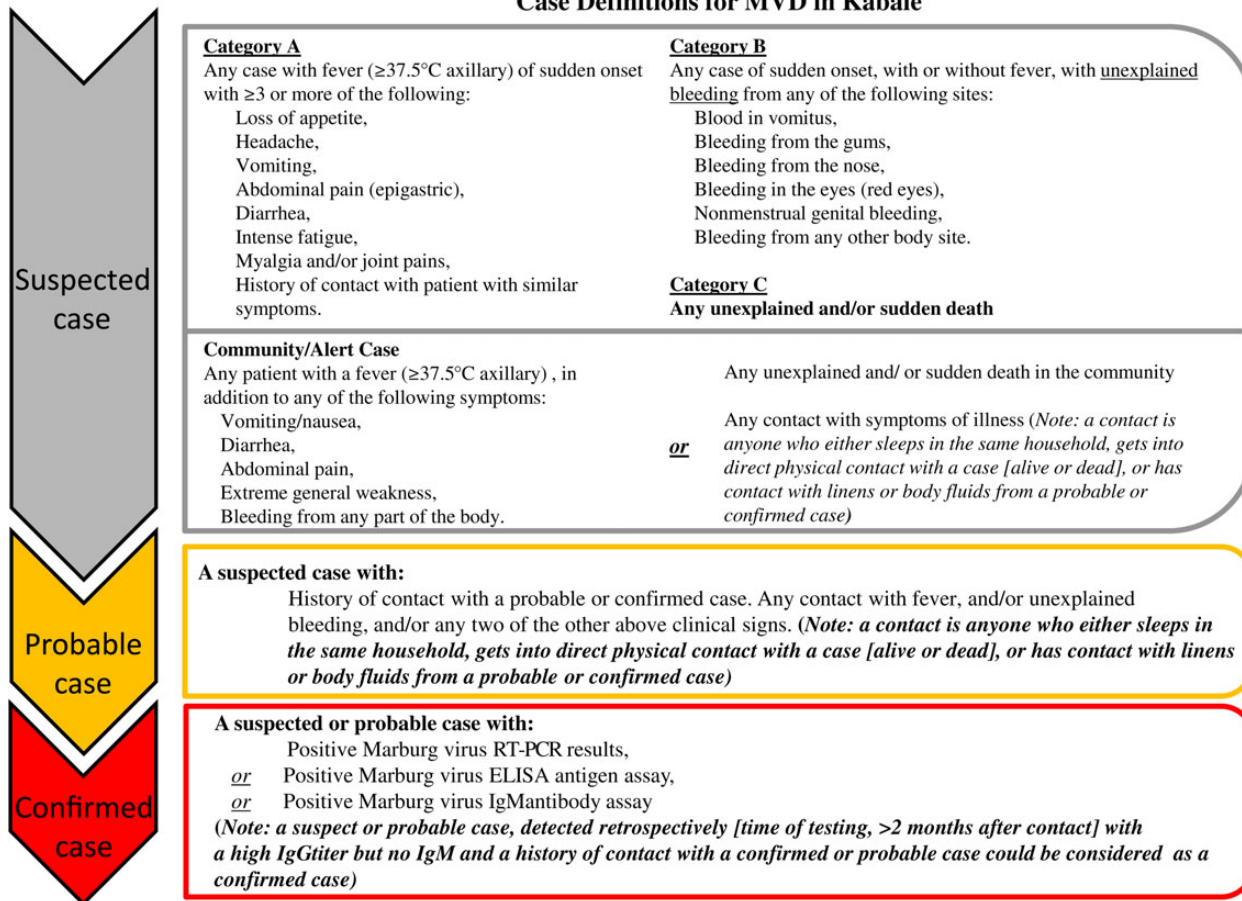 Case Definitions for MVD in Kabale
Suspected
case
Category A
Any case with fever (≥37.5°C axillary) of sudden onset
with ≥3 or more of the following:
Loss of appetite,
Headache,
Vomiting,
Abdominal pain (epigastric),
Diarrhea,
Intense fatigue,
Myalgia and/or joint pains,
History of contact with patient with similar
symptoms.
Category B
Any case of sudden onset, with or without fever, with unexplained
bleeding from any of the following sites:
Blood in vomitus,
Bleeding from the gums,
Bleeding from the nose,
Bleeding in the eyes (red eyes),
Nonmenstrual genital bleeding,
Bleeding from any other body site.
Category C
Any unexplained and/or sudden death
Community/Alert Case
Any patient with a fever (≥37.5°C axillary) , in
addition to any of the following symptoms:
Vomiting/nausea,
Diarrhea,
Abdominal pain,
Extreme general weakness,
Bleeding from any part of the body.
or
Any unexplained and/ or sudden death in the community
Any contact with symptoms of illness (Note: a contact is
anyone who either sleeps in the same household, gets into
direct physical contact with a case [alive or dead], or has
contact with linens or body fluids from a probable or
confirmed case)
Probable
case
A suspected case with:
History of contact with a probable or confirmed case. Any contact with fever, and/or unexplained
bleeding, and/or any two of the other above clinical signs. (Note: a contact is anyone who either sleeps in
the same household, gets into direct physical contact with a case [alive or dead], or has contact with linens
or body fluids from a probable or confirmed case)
Confirmed
case
A suspected or probable case with:
Positive Marburg virus RT-PCR results,
or Positive Marburg virus ELISA antigen assay,
or Positive Marburg virus IgMantibody assay
(Note: a suspect or probable case, detected retrospectively [time of testing, >2 months after contact] with
a high IgGtiter but no IgM and a history of contact with a confirmed or probable case could be considered as a
confirmed case)